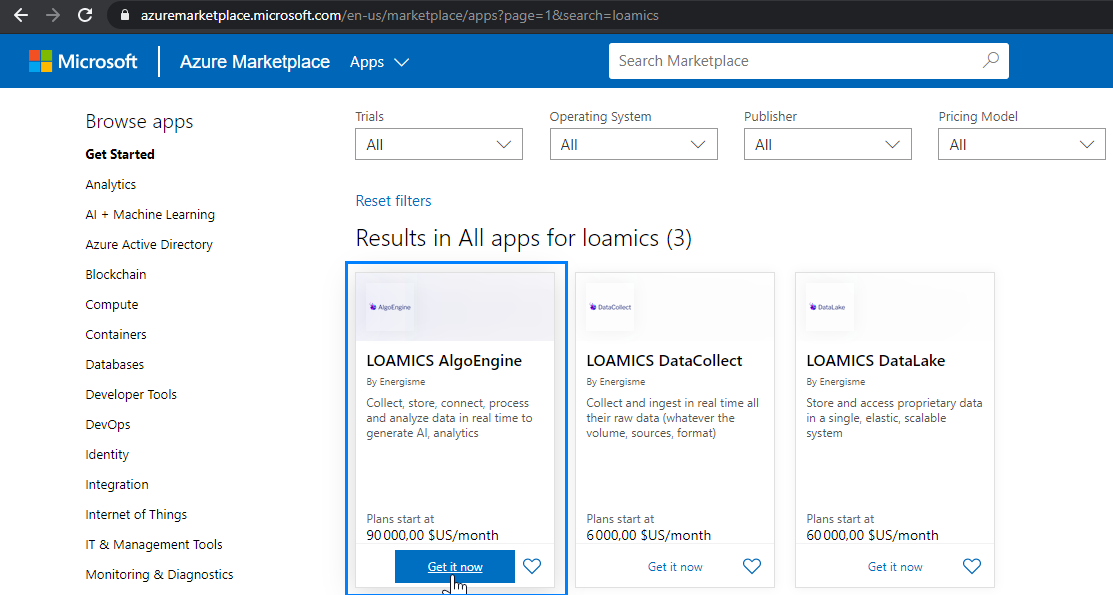 azuremarketplace.microsoft.com/en-us/marketplace/apps?page=1&search=loamics
Microsoft
Azure Marketplace
Apps
Search Marketplace
Browse apps
Get Started
Analytics
AI + Machine Learning
Azure Active Directory
Blockchain
Compute
Containers
Databases
Developer Tools
DevOps
Identity
Integration
Internet of Things
IT & Management Tools
Monitoring & Diagnostics
Trials
All
Operating System
All
Publisher
All
Pricing Model
All
Reset filters
Results in All apps for loamics (3)
AlgoEngine
LOAMICS AlgoEngine
By Energisme
Collect, store, connect, process
and analyze data in real time to
generate AI, analytics
Plans start at
90 000,00 $US/month
Get it now
DataCollect
LOAMICS DataCollect
By Energisme
Collect and ingest in real time all
their raw data (whatever the
volume, sources, format)
Plans start at
6 000,00 $US/month
Get it now
DataLake
LOAMICS DataLake
By Energisme
Store and access proprietary data
in a single, elastic, scalable
system
Plans start at
60 000,00 $US/month
Get it now